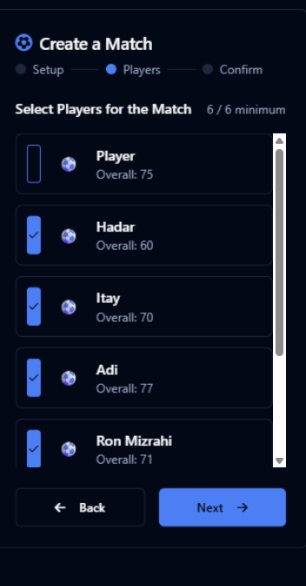 Create a Match
Setup Players Confirm
Select Players for the Match 6 / 6 minimum
Player
Overall: 75
Hadar
Overall: 60
Itay
Overall: 70
Adi
Overall: 77
Ron Mizrahi
Overall: 71
← Back Next →